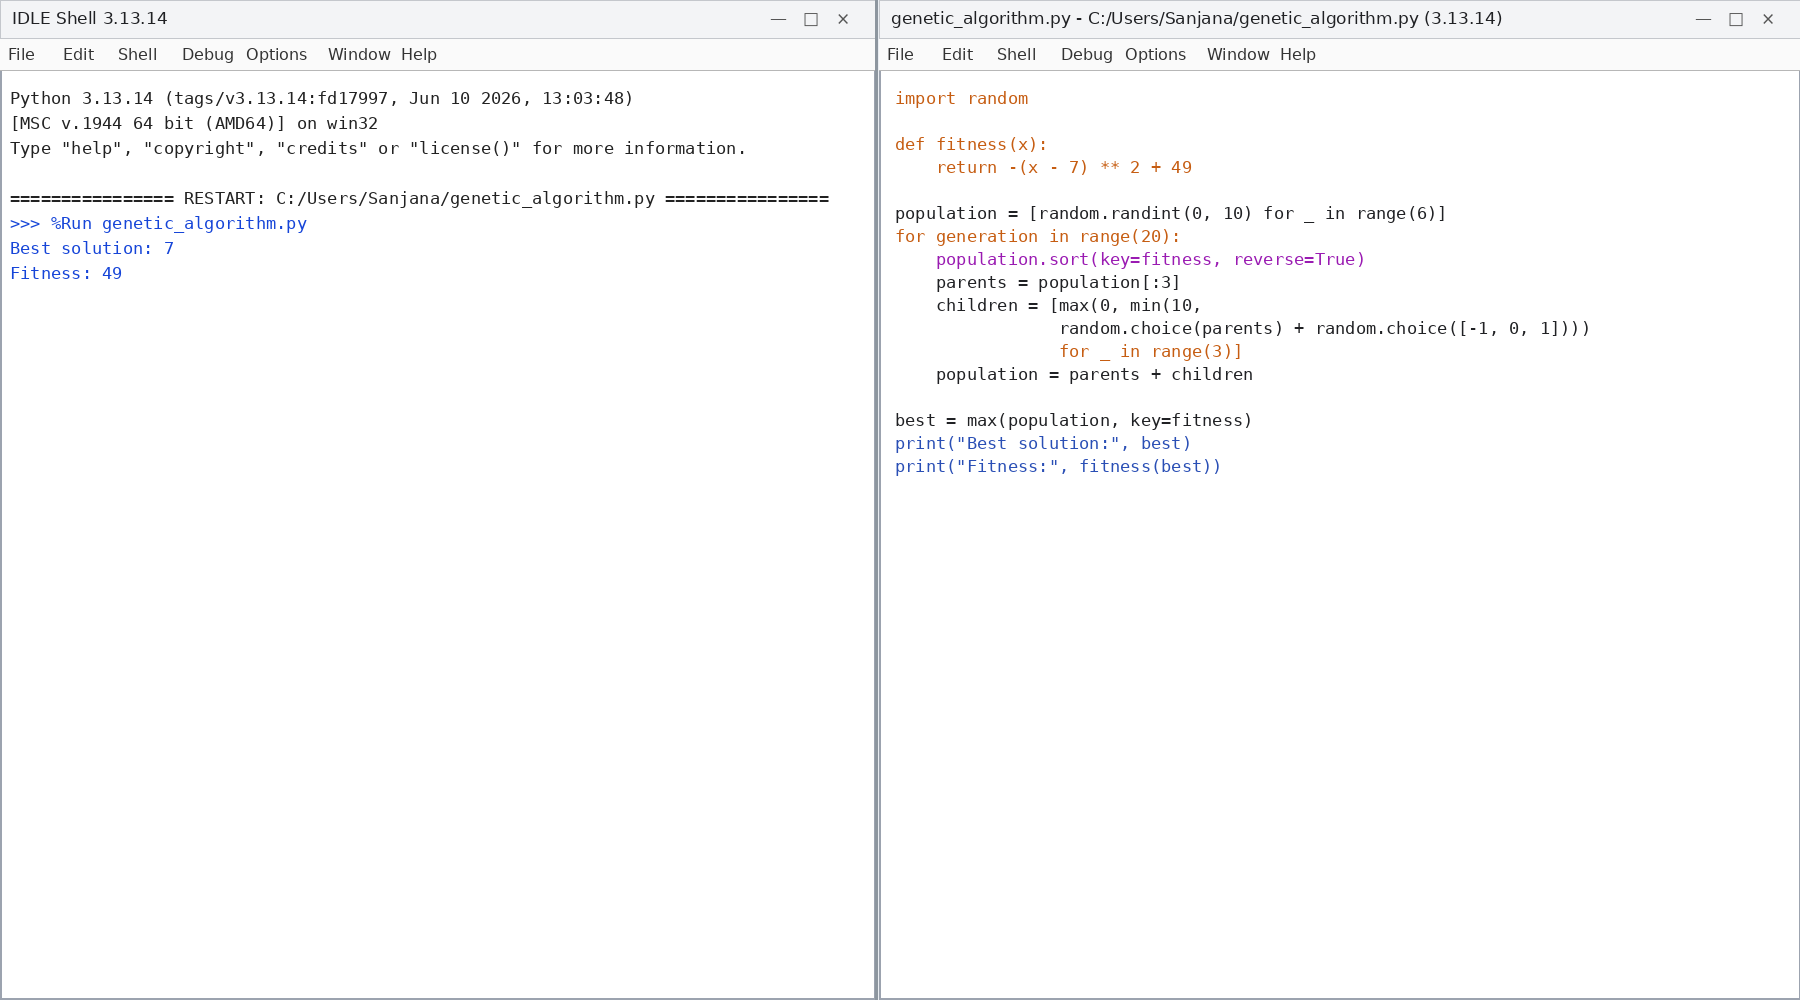 IDLE Shell 3.13.14
File Edit Shell Debug Options Window Help
Python 3.13.14 (tags/v3.13.14:fd17997, Jun 10 2026, 13:03:48)
[MSC v.1944 64 bit (AMD64)] on win32
Type "help", "copyright", "credits" or "license()" for more information.

================ RESTART: C:/Users/Sanjana/genetic_algorithm.py ================
>>> %Run genetic_algorithm.py
Best solution: 7
Fitness: 49
genetic_algorithm.py - C:/Users/Sanjana/genetic_algorithm.py (3.13.14)
File Edit Shell Debug Options Window Help
import random

def fitness(x):
    return -(x - 7) ** 2 + 49

population = [random.randint(0, 10) for _ in range(6)]
for generation in range(20):
    population.sort(key=fitness, reverse=True)
    parents = population[:3]
    children = [max(0, min(10,
                random.choice(parents) + random.choice([-1, 0, 1])))
                for _ in range(3)]
    population = parents + children

best = max(population, key=fitness)
print("Best solution:", best)
print("Fitness:", fitness(best))